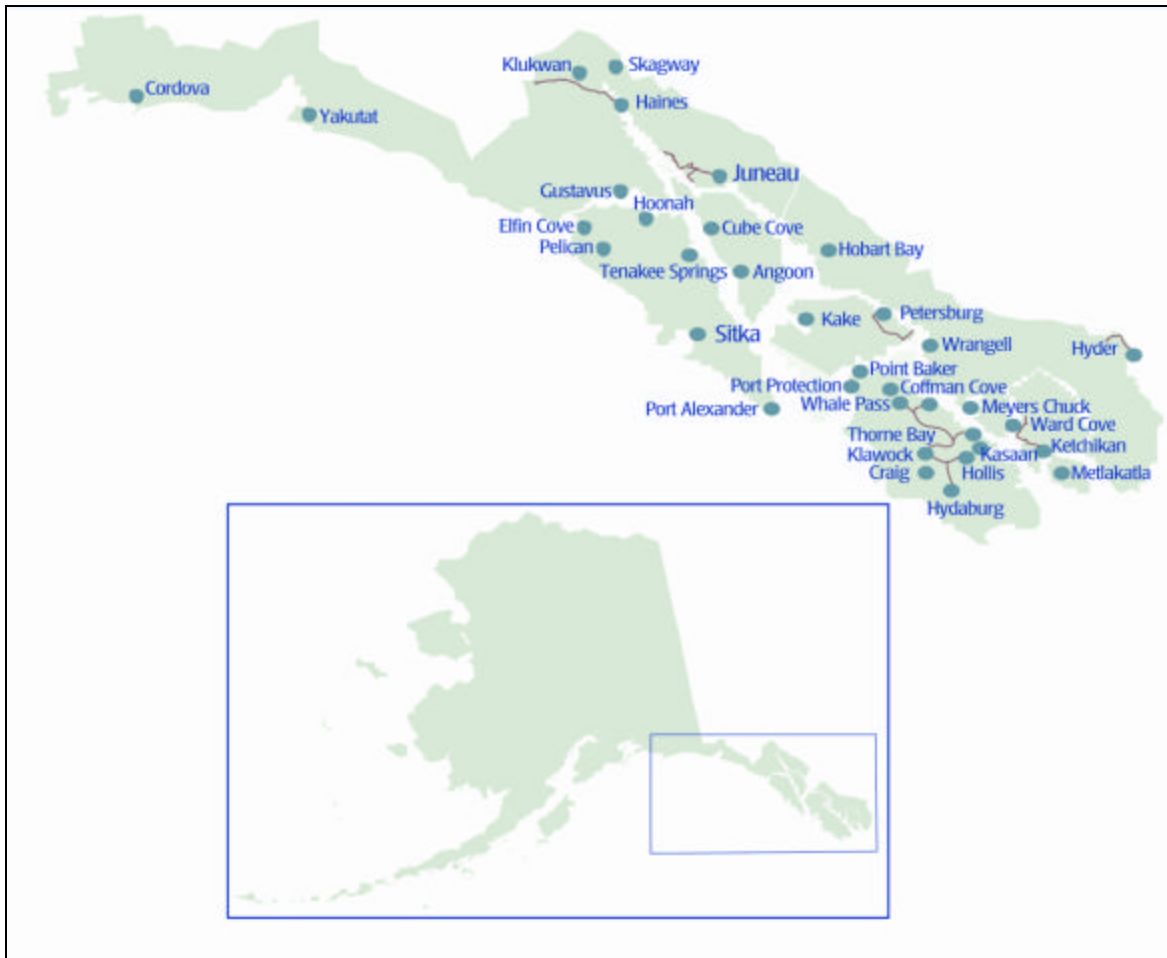 Klukwan
Skagway
Cordova
Haines
Yakutat
Juneau
Gustavus
Hoonah
Elfin Cove
Cube Cove
Pelican
Hobart Bay
Tenakee Springs
Angoon
Petersburg
Kake
Sitka
Wrangell
Hyder
Point Baker
Port Protection
Coffman Cove
Whale Pass
Port Alexander
Meyers Chuck
Ward Cove
Thorne Bay
Ketchikan
Klawock
Kasaan
Craig
Hollis
Metlakatla
Hydaburg